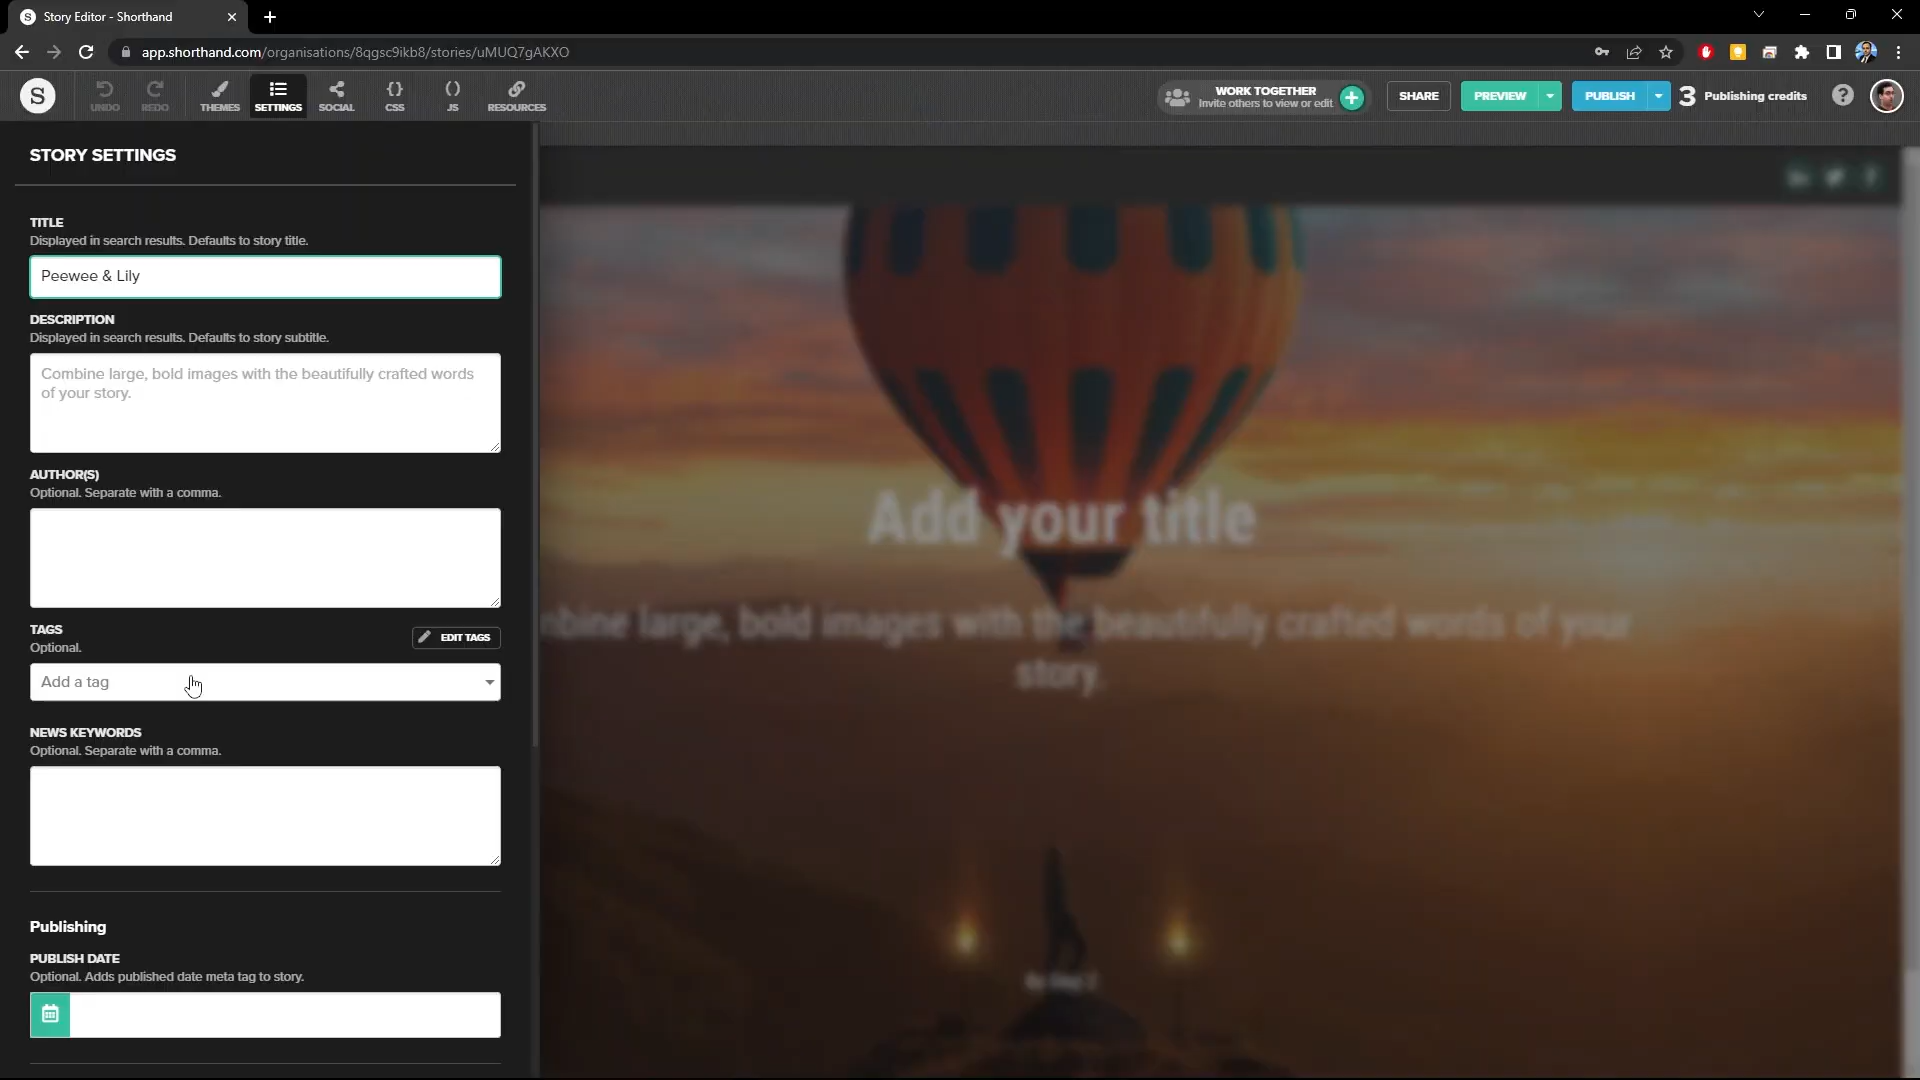 Story Editor - Shorthand
app.shorthand.com/organisations/8qgsc9ikb8/stories/uMUQ7gAKXO
S
UNDO
REDO
THEMES
SETTINGS
SOCIAL
{}
CSS
()
JS
RESOURCES
WORK TOGETHER
Invite others to view or edit
SHARE
PREVIEW
PUBLISH
3 Publishing credits
STORY SETTINGS
TITLE
Displayed in search results. Defaults to story title.
Peewee & Lily
DESCRIPTION
Displayed in search results. Defaults to story subtitle.
Combine large, bold images with the beautifully crafted words
of your story.
AUTHOR(S)
Optional. Separate with a comma.
TAGS
Optional.
EDIT TAGS
Add a tag
NEWS KEYWORDS
Optional. Separate with a comma.
Publishing
PUBLISH DATE
Optional. Adds published date meta tag to story.
Add your title
nbine large, bold images with the beautifully crafted words of your
story.